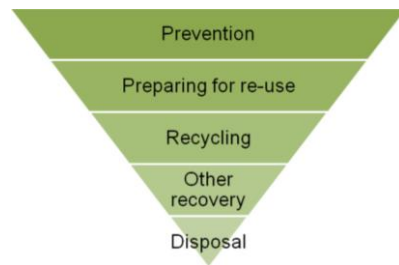 Prevention
Preparing for re-use
Recycling
Other
recovery
Disposal